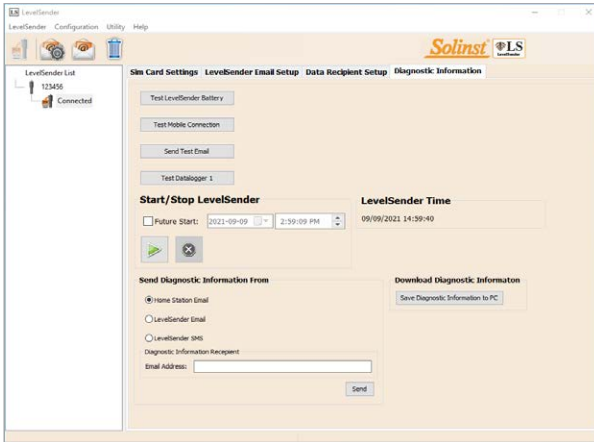 LS LevelSender
LevelSender Configuration Utility Help
Solinst LS LevelSender
LevelSender List
123456
Connected
Sim Card Settings LevelSender Email Setup Data Recipient Setup Diagnostic Information
Test LevelSender Battery
Test Mobile Connection
Send Test Email
Test Datalogger 1
Start/Stop LevelSender
Future Start: 2021-09-09 2:59:09 PM
LevelSender Time
09/09/2021 14:59:40
Send Diagnostic Information From
Home Station Email
LevelSender Email
LevelSender SMS
Diagnostic Information Recepient
Email Address:
Send
Download Diagnostic Informaton
Save Diagnostic Information to PC